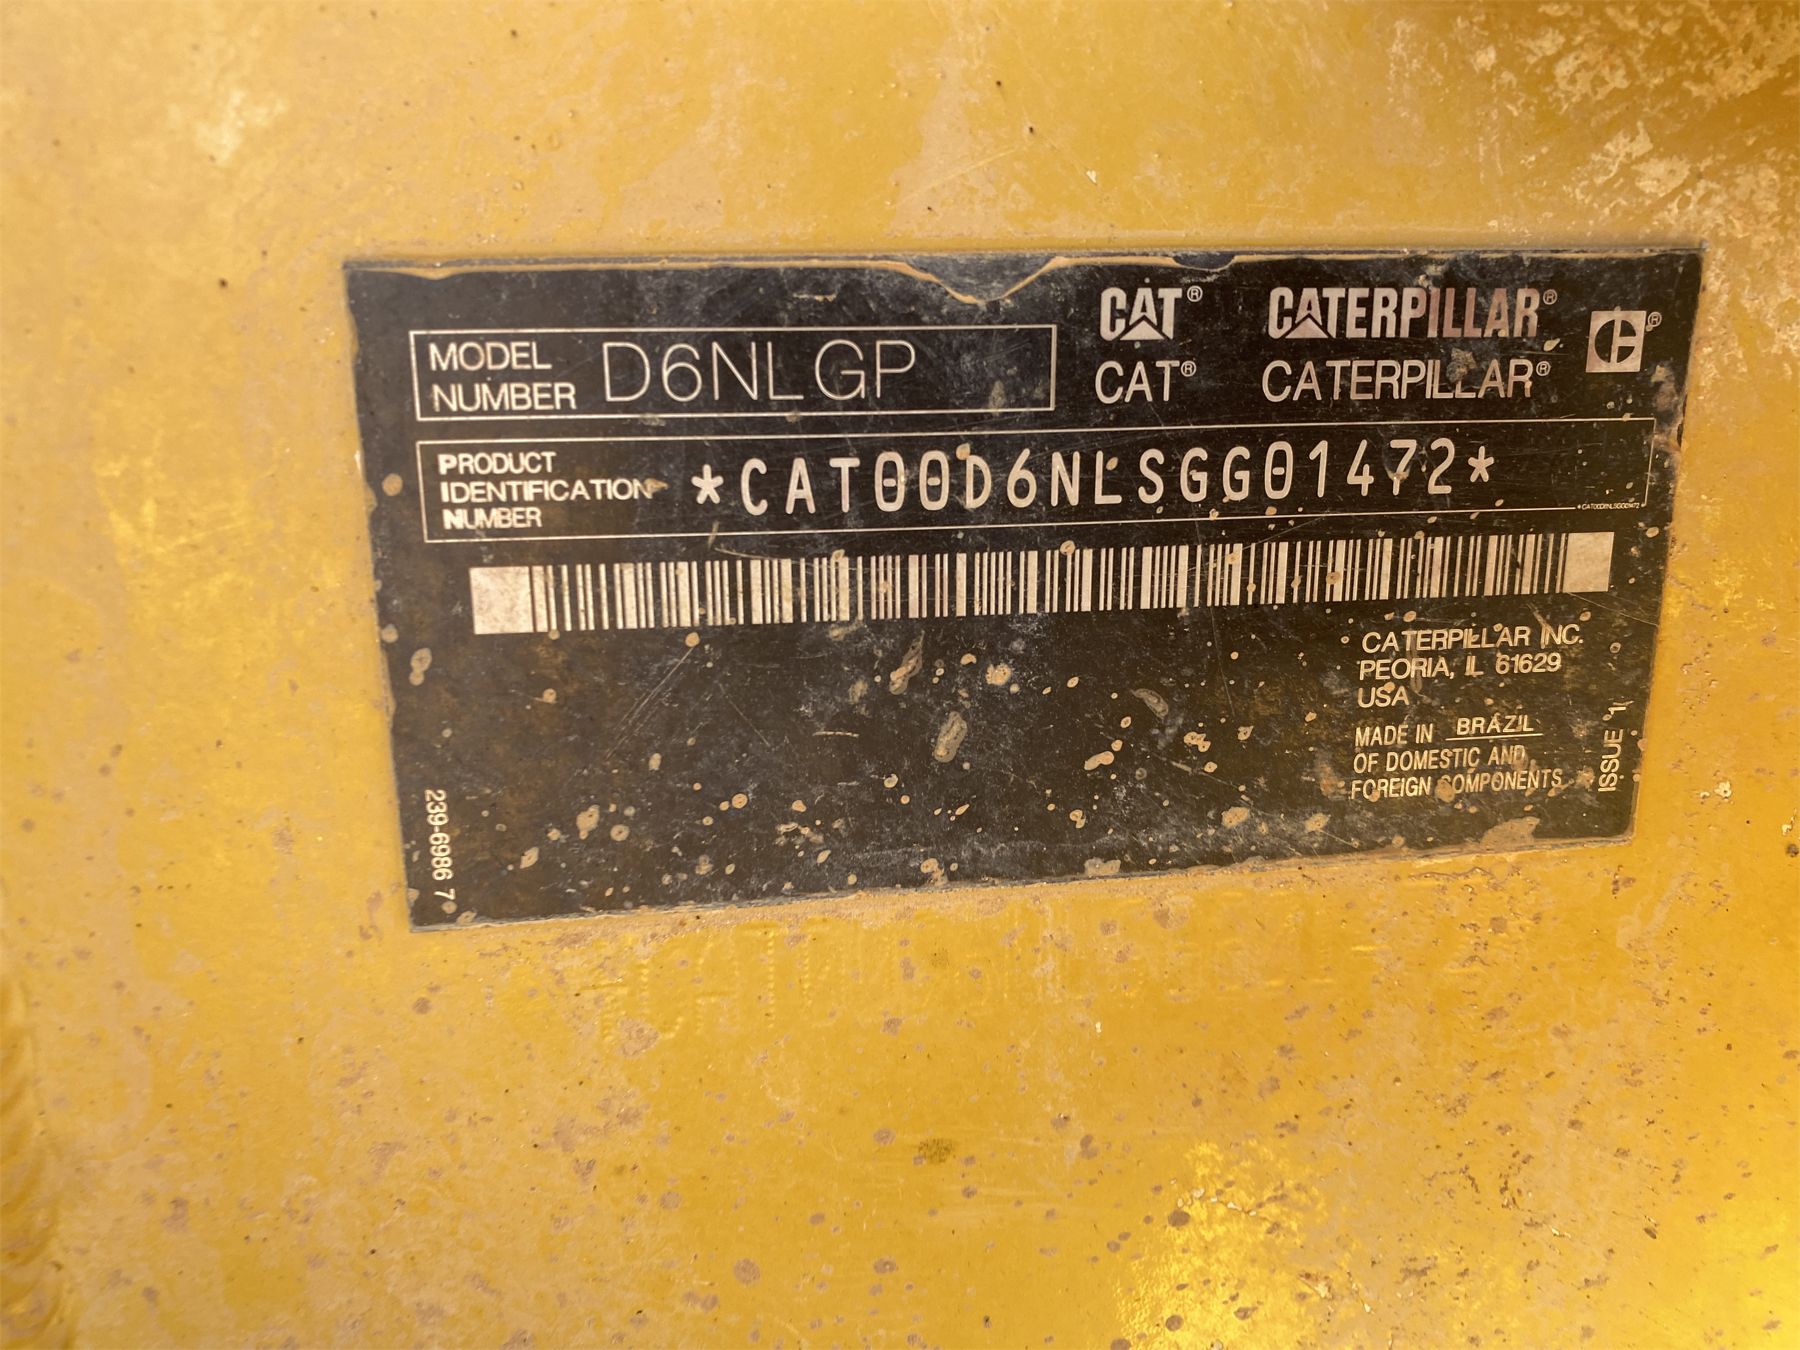 MODEL NUMBER D6NLGP
CAT® CATERPILLAR® ®
CAT® CATERPILLAR®
PRODUCT IDENTIFICATION NUMBER *CAT00D6NLSGG01472*
*CAT00D6NLSGG01472*
CATERPILLAR INC.
PEORIA, IL 61629
USA
MADE IN BRAZIL
OF DOMESTIC AND
FOREIGN COMPONENTS
ISSUE 1
239-6986 7